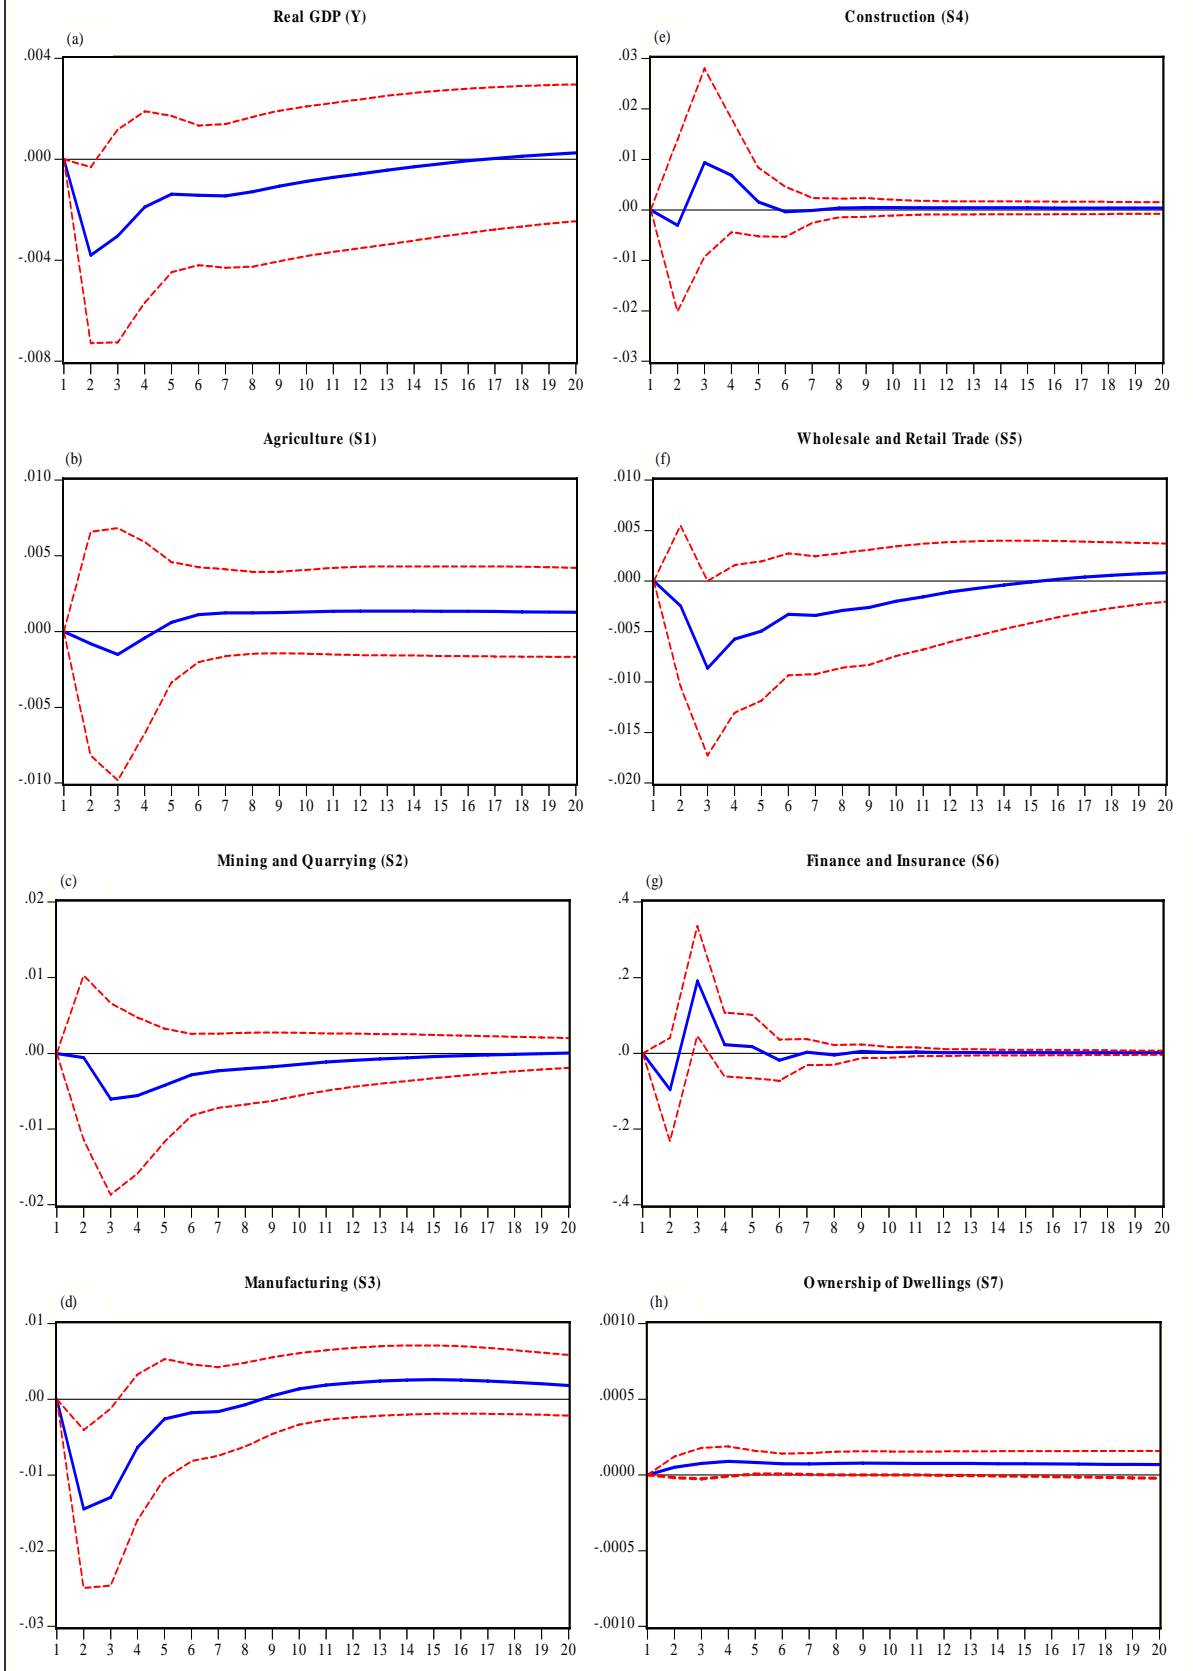 Real GDP (Y)
(a)
.004
.000
-.004
-.008
1 2 3 4 5 6 7 8 9 10 11 12 13 14 15 16 17 18 19 20
Construction (S4)
(e)
.03
.02
.01
.00
-.01
-.02
-.03
1 2 3 4 5 6 7 8 9 10 11 12 13 14 15 16 17 18 19 20
Agriculture (S1)
(b)
.010
.005
.000
-.005
-.010
1 2 3 4 5 6 7 8 9 10 11 12 13 14 15 16 17 18 19 20
Wholesale and Retail Trade (S5)
(f)
.010
.005
.000
-.005
-.010
-.015
-.020
1 2 3 4 5 6 7 8 9 10 11 12 13 14 15 16 17 18 19 20
Mining and Quarrying (S2)
(c)
.02
.01
.00
-.01
-.02
1 2 3 4 5 6 7 8 9 10 11 12 13 14 15 16 17 18 19 20
Finance and Insurance (S6)
(g)
.4
.2
.0
-.2
-.4
1 2 3 4 5 6 7 8 9 10 11 12 13 14 15 16 17 18 19 20
Manufacturing (S3)
(d)
.01
.00
-.01
-.02
-.03
1 2 3 4 5 6 7 8 9 10 11 12 13 14 15 16 17 18 19 20
Ownership of Dwellings (S7)
(h)
.0010
.0005
.0000
-.0005
-.0010
1 2 3 4 5 6 7 8 9 10 11 12 13 14 15 16 17 18 19 20